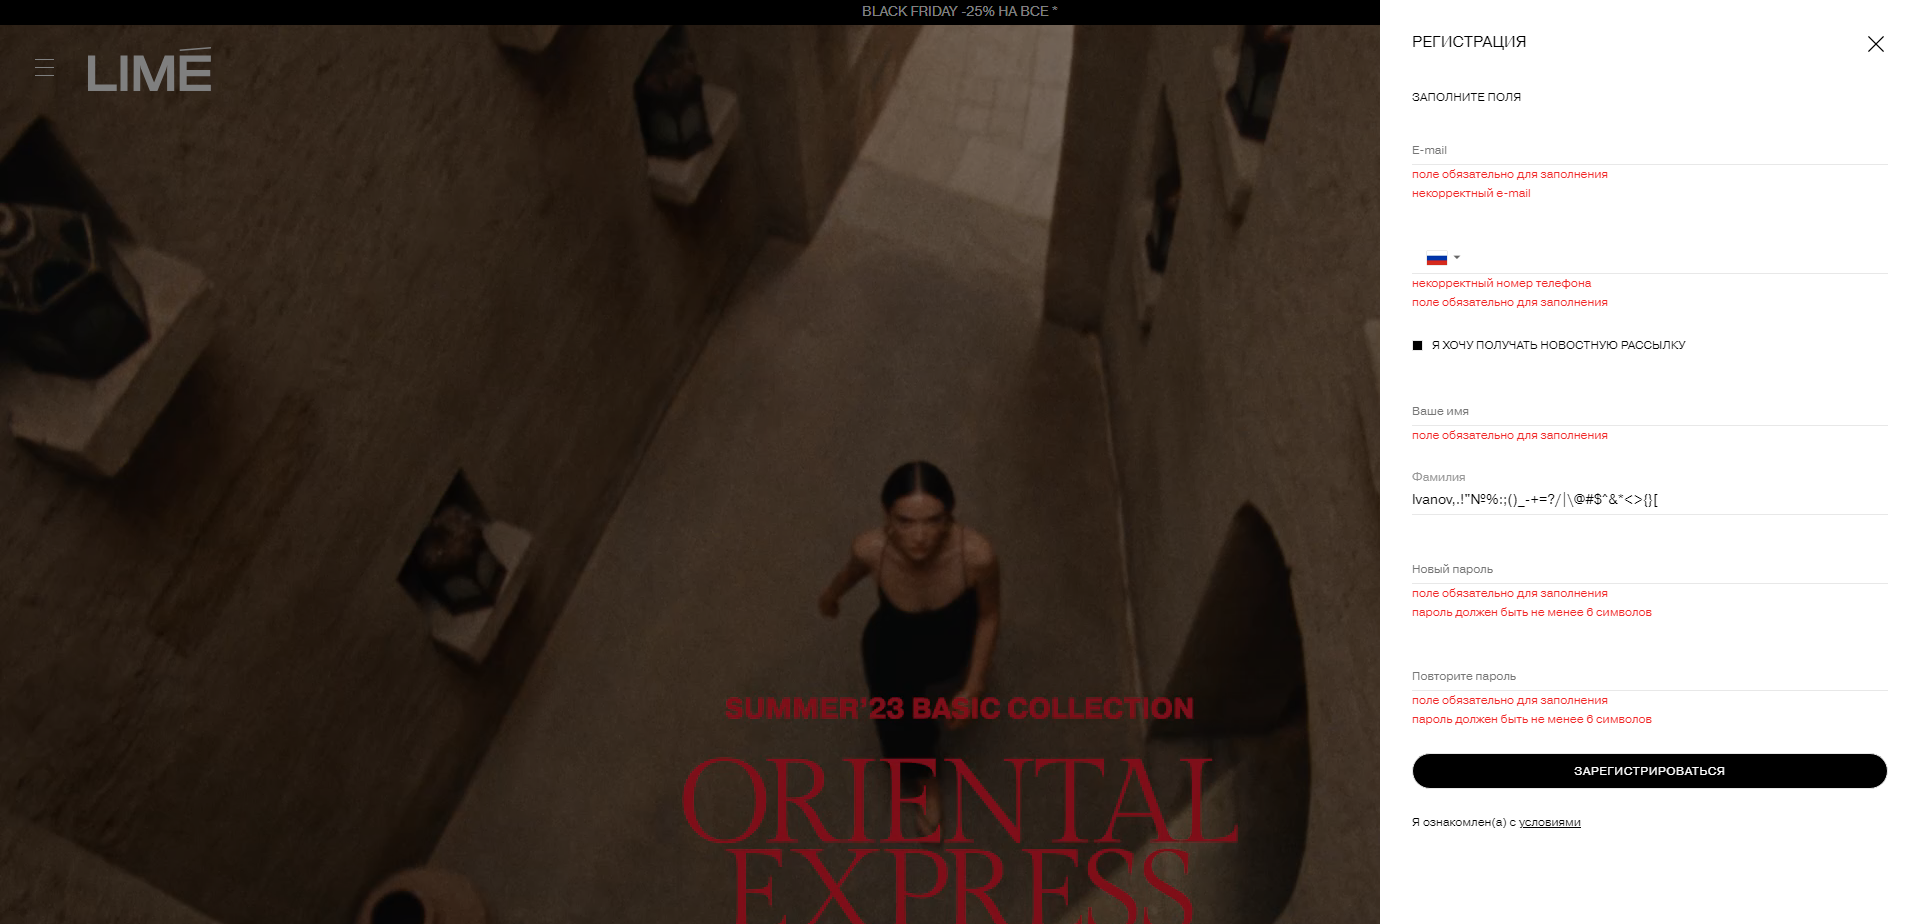 BLACK FRIDAY -25% НА ВСЕ *
LIMÉ
SUMMER'23 BASIC COLLECTION
ORIENTAL
EXPRESS
РЕГИСТРАЦИЯ
ЗАПОЛНИТЕ ПОЛЯ
E-mail
поле обязательно для заполнения
некорректный e-mail
некорректный номер телефона
поле обязательно для заполнения
Я ХОЧУ ПОЛУЧАТЬ НОВОСТНУЮ РАССЫЛКУ
Ваше имя
поле обязательно для заполнения
Фамилия
Ivanov,.!"№%:;()_-+=?/|\@#$^&*<>{}[
Новый пароль
поле обязательно для заполнения
пароль должен быть не менее 6 символов
Повторите пароль
поле обязательно для заполнения
пароль должен быть не менее 6 символов
ЗАРЕГИСТРИРОВАТЬСЯ
Я ознакомлен(а) с условиями